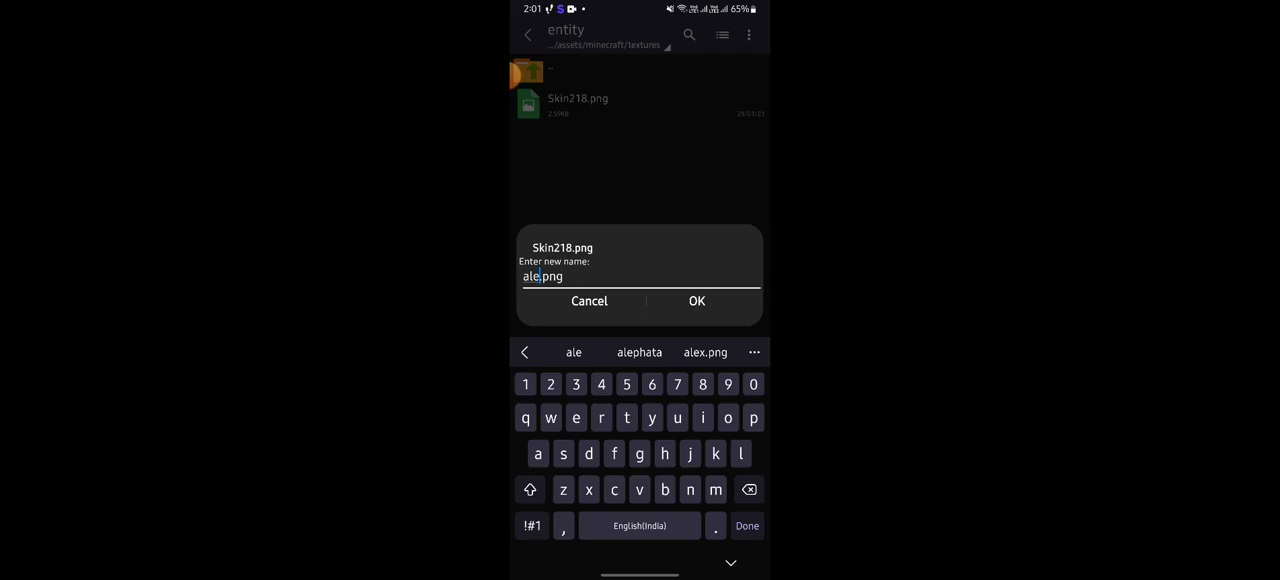 2:01 S 65%
entity
.../assets/minecraft/textures
..
Skin218.png
2.59KB 28/03/23
Skin218.png
Enter new name:
ale.png
Cancel OK
ale alephata alex.png ...
1 2 3 4 5 6 7 8 9 0
q w e r t y u i o p
a s d f g h j k l
z x c v b n m
!#1 , English(India) . Done